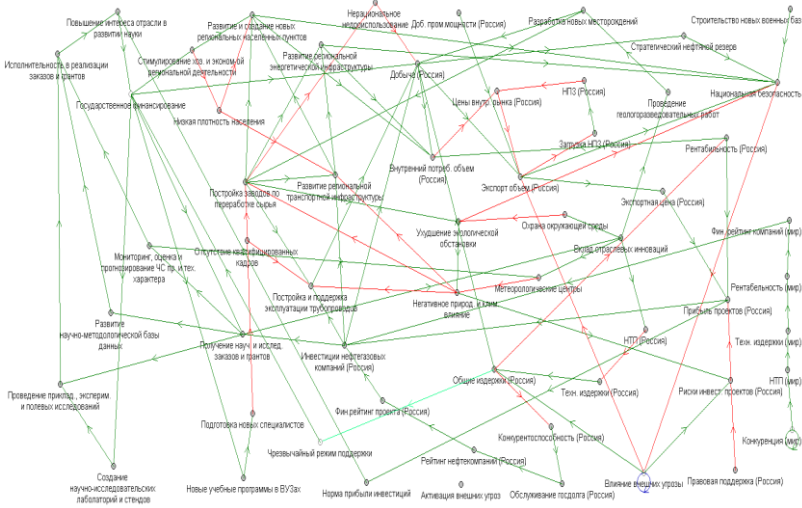 Повышение интереса отрасли в
развитии науки
Развитие и создание новых
региональных населенных пунктов
Нерациональное
недроиспользование
Доб. пром.мощности (Россия)
Разработка новых месторождений
Строительство новых военных баз
Исполнительность в реализации
заказов и грантов
Стимулирование хоз. и эконом-ой
региональной деятельности
Развитие региональной
энергетической инфраструктуры
Стратегический нефтяной резерв
Добыча (Россия)
Государственное финансирование
Цены внутр. рынка (Россия)
НПЗ (Россия)
Проведение
геологоразведовательных работ
Национальная безопасность
Низкая плотность населения
Загрузка НПЗ (Россия)
Рентабельность (Россия)
Внутренний потреб. объем
(Россия)
Экспорт объем (Россия)
Постройка заводов по
переработке сырья
Развитие региональной
транспортной инфраструктуры
Экспортная цена (Россия)
Ухудшение экологической
обстановки
Охрана окружающей среды
Фин. рейтинг компаний (мир)
Мониторинг, оценка и
прогнозирование ЧС пр. и тех.
характера
Отсутствие квалифицированных
кадров
Вклад отраслевых инноваций
Постройка и поддержка
эксплуатации трубопроводов
Негативное природ. и клим.
влияние
Метеорологические центры
Рентабельность (мир)
Развитие
научно-методологической базы
данных
Прибыль проектов (Россия)
Получение науч. и исслед.
заказов и грантов
Инвестиции нефтегазовых
компаний (Россия)
НТП (Россия)
Техн. издержки (мир)
Проведение приклад., эксперим.
и полевых исследований
Общие издержки (Россия)
Техн. издержки (Россия)
Риски инвест. проектов (Россия)
НТП (мир)
Подготовка новых специалистов
Фин.рейтинг проекта (Россия)
Конкурентоспособность (Россия)
Конкуренция (мир)
Чрезвычайный режим поддержки
Рейтинг нефтекомпании (Россия)
Создание
научно-исследовательских
лабораторий и стендов
Новые учебные программы в ВУЗах
Норма прибыли инвестиций
Активация внешних угроз
Обслуживание госдолга (Россия)
Влияние внешних угрозы
Правовая поддержка (Россия)